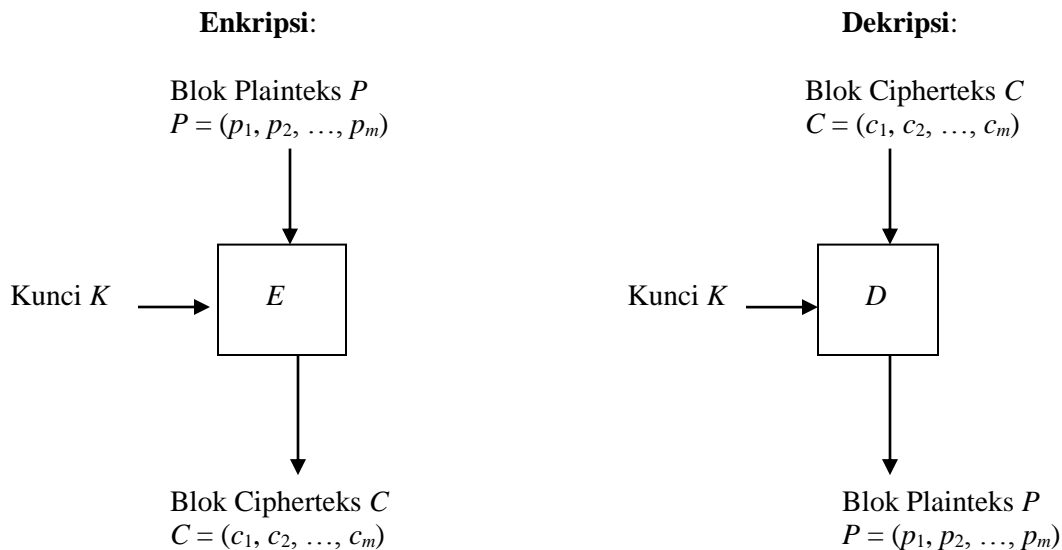 Enkripsi:
Blok Plainteks P
P = (p₁, p₂, …, pₘ)
Kunci K
E
Blok Cipherteks C
C = (c₁, c₂, …, cₘ)
Dekripsi:
Blok Cipherteks C
C = (c₁, c₂, …, cₘ)
Kunci K
D
Blok Plainteks P
P = (p₁, p₂, …, pₘ)